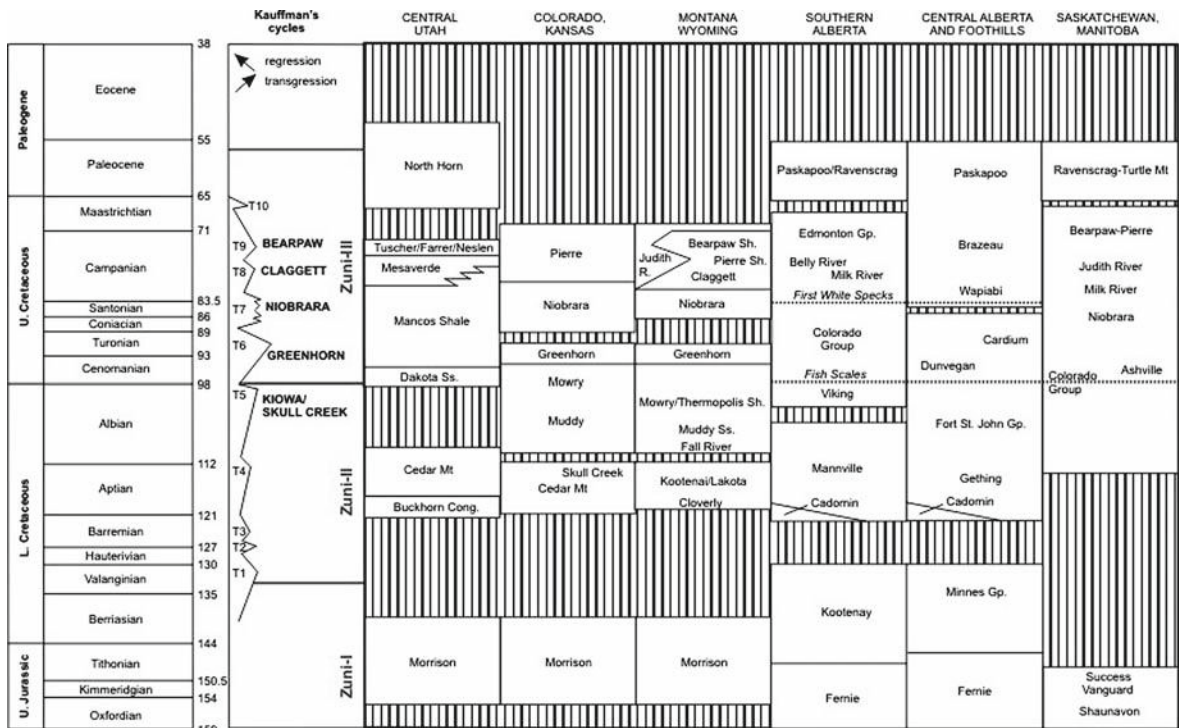 Kauffman's
cycles
CENTRAL
UTAH
COLORADO,
KANSAS
MONTANA
WYOMING
SOUTHERN
ALBERTA
CENTRAL ALBERTA
AND FOOTHILLS
SASKATCHEWAN,
MANITOBA
Paleogene
U. Cretaceous
L. Cretaceous
U. Jurassic
Eocene
Paleocene
Maastrichtian
Campanian
Santonian
Coniacian
Turonian
Cenomanian
Albian
Aptian
Barremian
Hauterivian
Valanginian
Berriasian
Tithonian
Kimmeridgian
Oxfordian
38
55
65
71
83.5
86
89
93
98
112
121
127
130
135
144
150.5
154
regression
transgression
T10
T9
BEARPAW
T8
CLAGGETT
T7
NIOBRARA
T6
GREENHORN
T5
KIOWA/
SKULL CREEK
T4
T3
T2
T1
Zuni-III
Zuni-II
Zuni-I
North Horn
Tuscher/Farrer/Neslen
Mesaverde
Mancos Shale
Dakota Ss.
Cedar Mt
Buckhorn Cong.
Morrison
Pierre
Niobrara
Greenhorn
Mowry
Muddy
Skull Creek
Cedar Mt
Morrison
Bearpaw Sh.
Judith
R.
Pierre Sh.
Claggett
Niobrara
Greenhorn
Mowry/Thermopolis Sh.
Muddy Ss.
Fall River
Kootenai/Lakota
Cloverly
Morrison
Paskapoo/Ravenscrag
Edmonton Gp.
Belly River
Milk River
First White Specks
Colorado
Group
Fish Scales
Viking
Mannville
Cadomin
Kootenay
Fernie
Paskapoo
Brazeau
Wapiabi
Cardium
Dunvegan
Fort St. John Gp.
Gething
Cadomin
Minnes Gp.
Fernie
Ravenscrag-Turtle Mt
Bearpaw-Pierre
Judith River
Milk River
Niobrara
Ashville
Colorado
Group
Success
Vanguard
Shaunavon